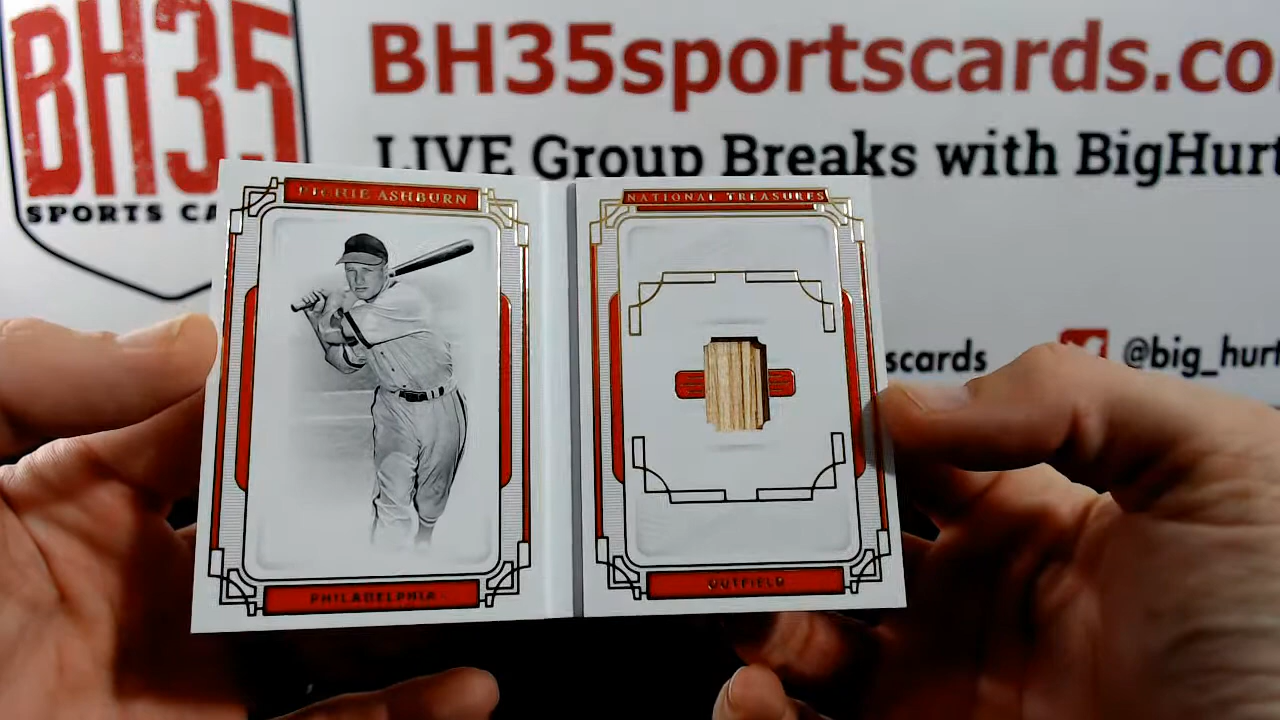 BH35
SPORTS CA
BH35sportscards.co
LIVE Group Breaks with BigHurt
scards
@big_hurt
RICHIE ASHBURN
PHILADELPHIA
NATIONAL TREASURES
OUTFIELD